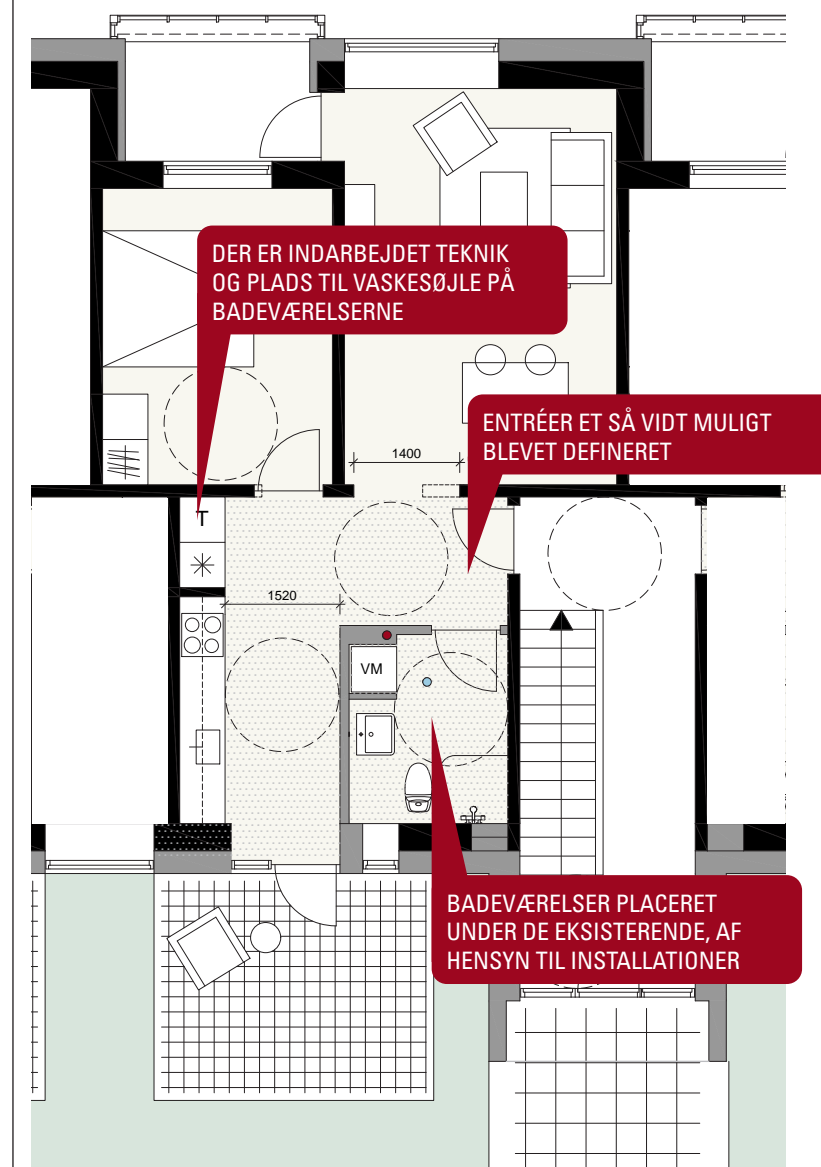 DER ER INDARBEJDET TEKNIK
OG PLADS TIL VASKESØJLE PÅ
BADEVÆRELSERNE
ENTRÉER ET SÅ VIDT MULIGT
BLEVET DEFINERET
1400
T
1520
VM
BADEVÆRELSER PLACERET
UNDER DE EKSISTERENDE, AF
HENSYN TIL INSTALLATIONER